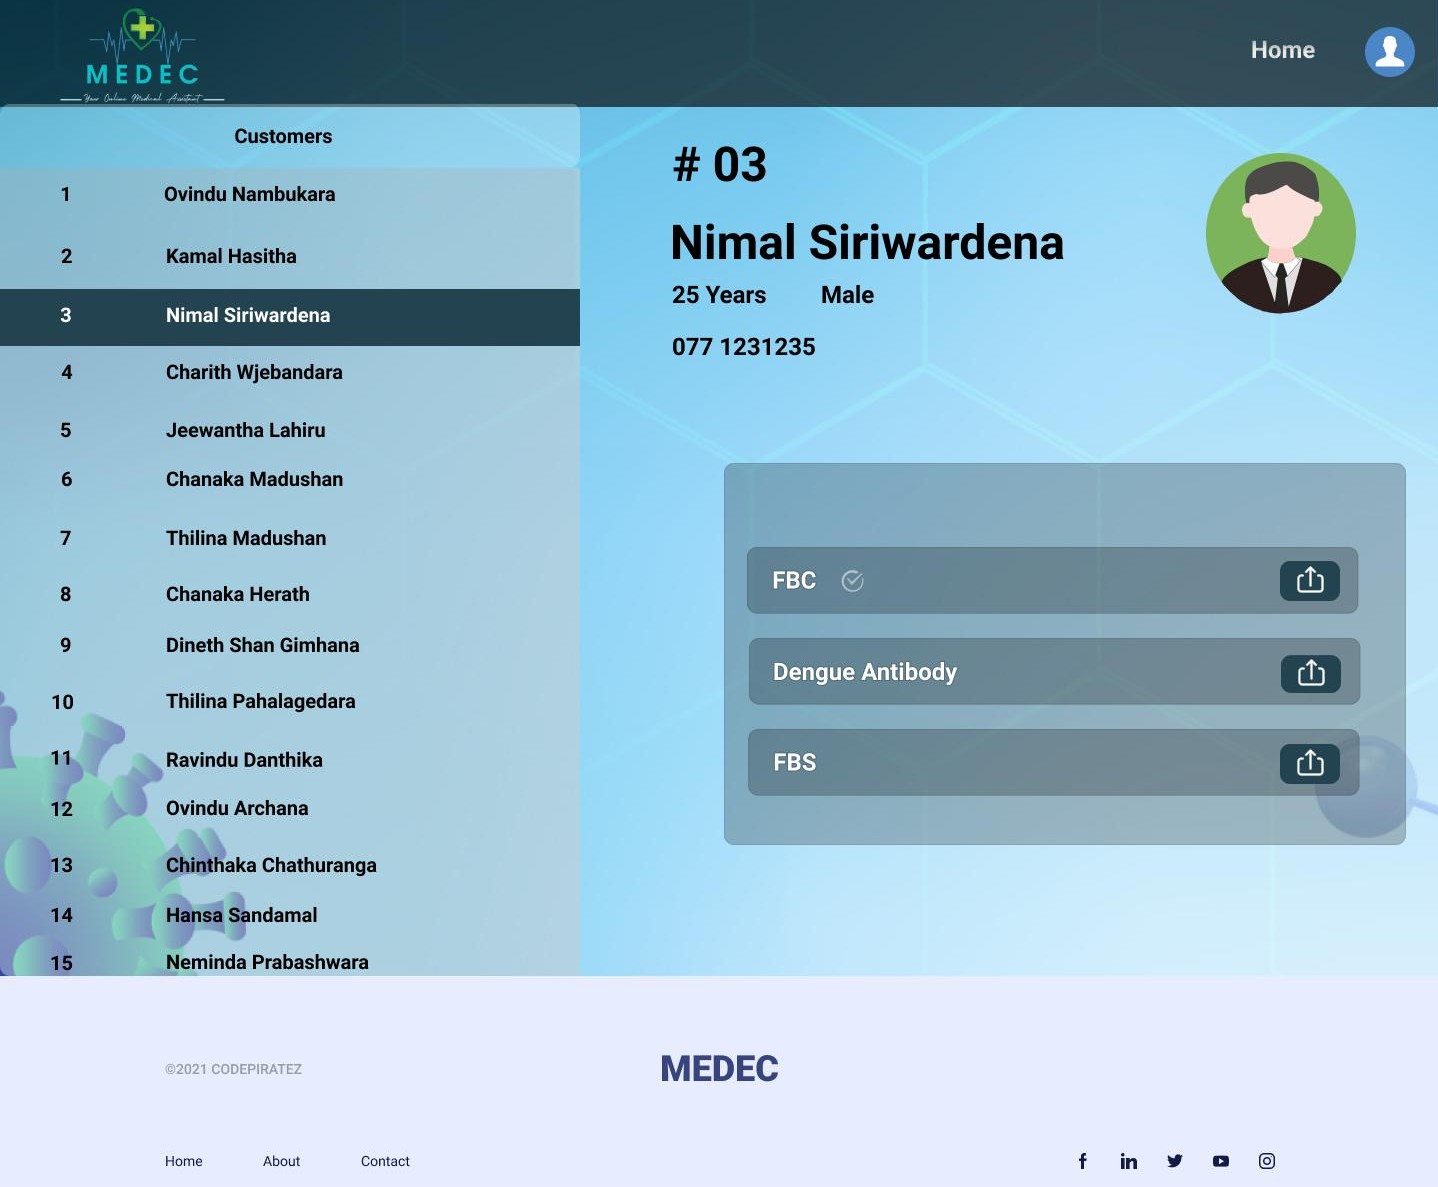 MEDEC
Your Online Medical Assistant
Home
Customers
1 Ovindu Nambukara
2 Kamal Hasitha
3 Nimal Siriwardena
4 Charith Wjebandara
5 Jeewantha Lahiru
6 Chanaka Madushan
7 Thilina Madushan
8 Chanaka Herath
9 Dineth Shan Gimhana
10 Thilina Pahalagedara
11 Ravindu Danthika
12 Ovindu Archana
13 Chinthaka Chathuranga
14 Hansa Sandamal
15 Neminda Prabashwara
# 03
Nimal Siriwardena
25 Years Male
077 1231235
FBC
Dengue Antibody
FBS
©2021 CODEPIRATEZ
MEDEC
Home About Contact